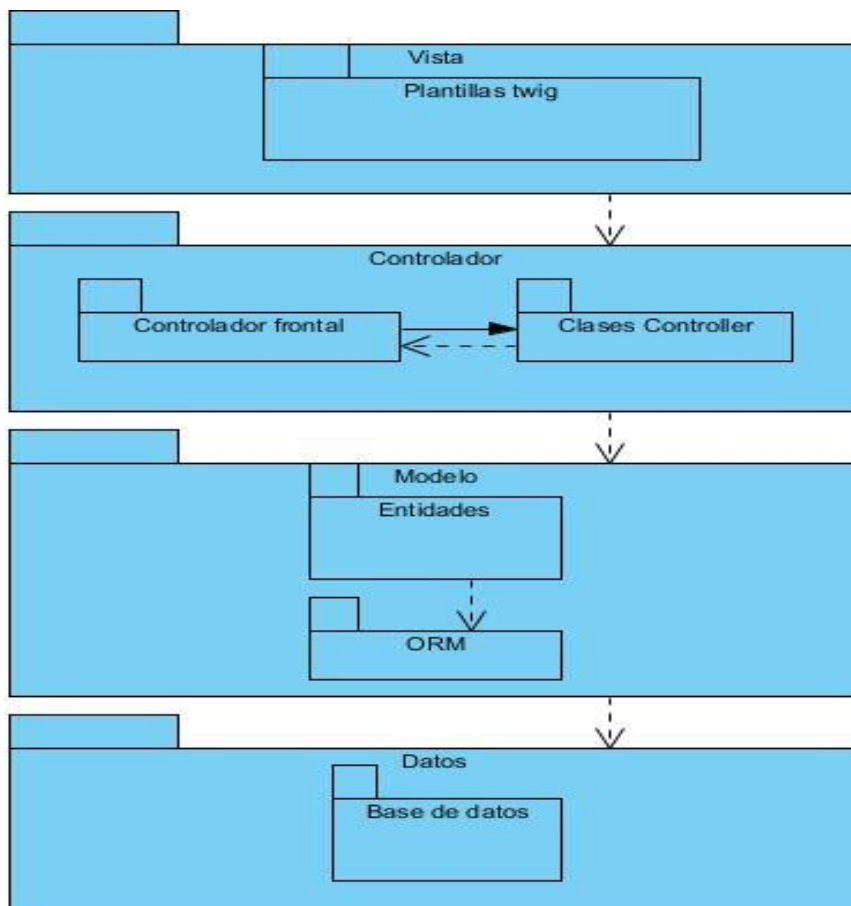 Vista
Plantillas twig
Controlador
Controlador frontal
Clases Controller
Modelo
Entidades
ORM
Datos
Base de datos